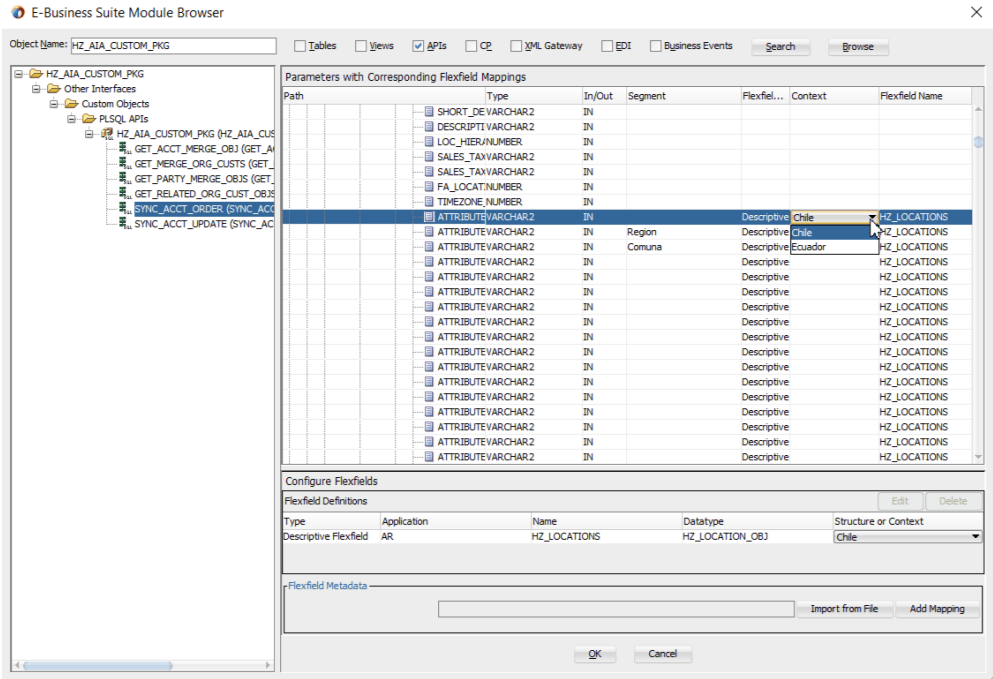 E-Business Suite Module Browser
Object Name: HZ_AIA_CUSTOM_PKG Tables Views APIs CP XML Gateway EDI Business Events Search Browse
HZ_AIA_CUSTOM_PKG
Other Interfaces
Custom Objects
PLSQL APIs
HZ_AIA_CUSTOM_PKG (HZ_AIA_CUS
GET_ACCT_MERGE_OBJ (GET_A
GET_MERGE_ORG_CUSTS (GET_
GET_PARTY_MERGE_OBJS (GET_
GET_RELATED_ORG_CUST_OBJS
SYNC_ACCT_ORDER (SYNC_ACC
SYNC_ACCT_UPDATE (SYNC_AC
Parameters with Corresponding Flexfield Mappings
Path Type In/Out Segment Flexfiel... Context Flexfield Name
SHORT_DE VARCHAR2 IN
DESCRIPTI VARCHAR2 IN
LOC_HIER NUMBER IN
SALES_TAX VARCHAR2 IN
SALES_TAX VARCHAR2 IN
FA_LOCAT NUMBER IN
TIMEZONE_ NUMBER IN
ATTRIBUTE VARCHAR2 IN Descriptive Chile HZ_LOCATIONS
ATTRIBUTE VARCHAR2 IN Region Descriptive Chile HZ_LOCATIONS
ATTRIBUTE VARCHAR2 IN Comuna Descriptive Ecuador HZ_LOCATIONS
ATTRIBUTE VARCHAR2 IN Descriptive HZ_LOCATIONS
ATTRIBUTE VARCHAR2 IN Descriptive HZ_LOCATIONS
ATTRIBUTE VARCHAR2 IN Descriptive HZ_LOCATIONS
ATTRIBUTE VARCHAR2 IN Descriptive HZ_LOCATIONS
ATTRIBUTE VARCHAR2 IN Descriptive HZ_LOCATIONS
ATTRIBUTE VARCHAR2 IN Descriptive HZ_LOCATIONS
ATTRIBUTE VARCHAR2 IN Descriptive HZ_LOCATIONS
ATTRIBUTE VARCHAR2 IN Descriptive HZ_LOCATIONS
ATTRIBUTE VARCHAR2 IN Descriptive HZ_LOCATIONS
ATTRIBUTE VARCHAR2 IN Descriptive HZ_LOCATIONS
ATTRIBUTE VARCHAR2 IN Descriptive HZ_LOCATIONS
ATTRIBUTE VARCHAR2 IN Descriptive HZ_LOCATIONS
ATTRIBUTE VARCHAR2 IN Descriptive HZ_LOCATIONS
ATTRIBUTE VARCHAR2 IN Descriptive HZ_LOCATIONS
Configure Flexfields
Flexfield Definitions Edit Delete
Type Application Name Datatype Structure or Context
Descriptive Flexfield AR HZ_LOCATIONS HZ_LOCATION_OBJ Chile
Flexfield Metadata
Import from File Add Mapping
OK Cancel